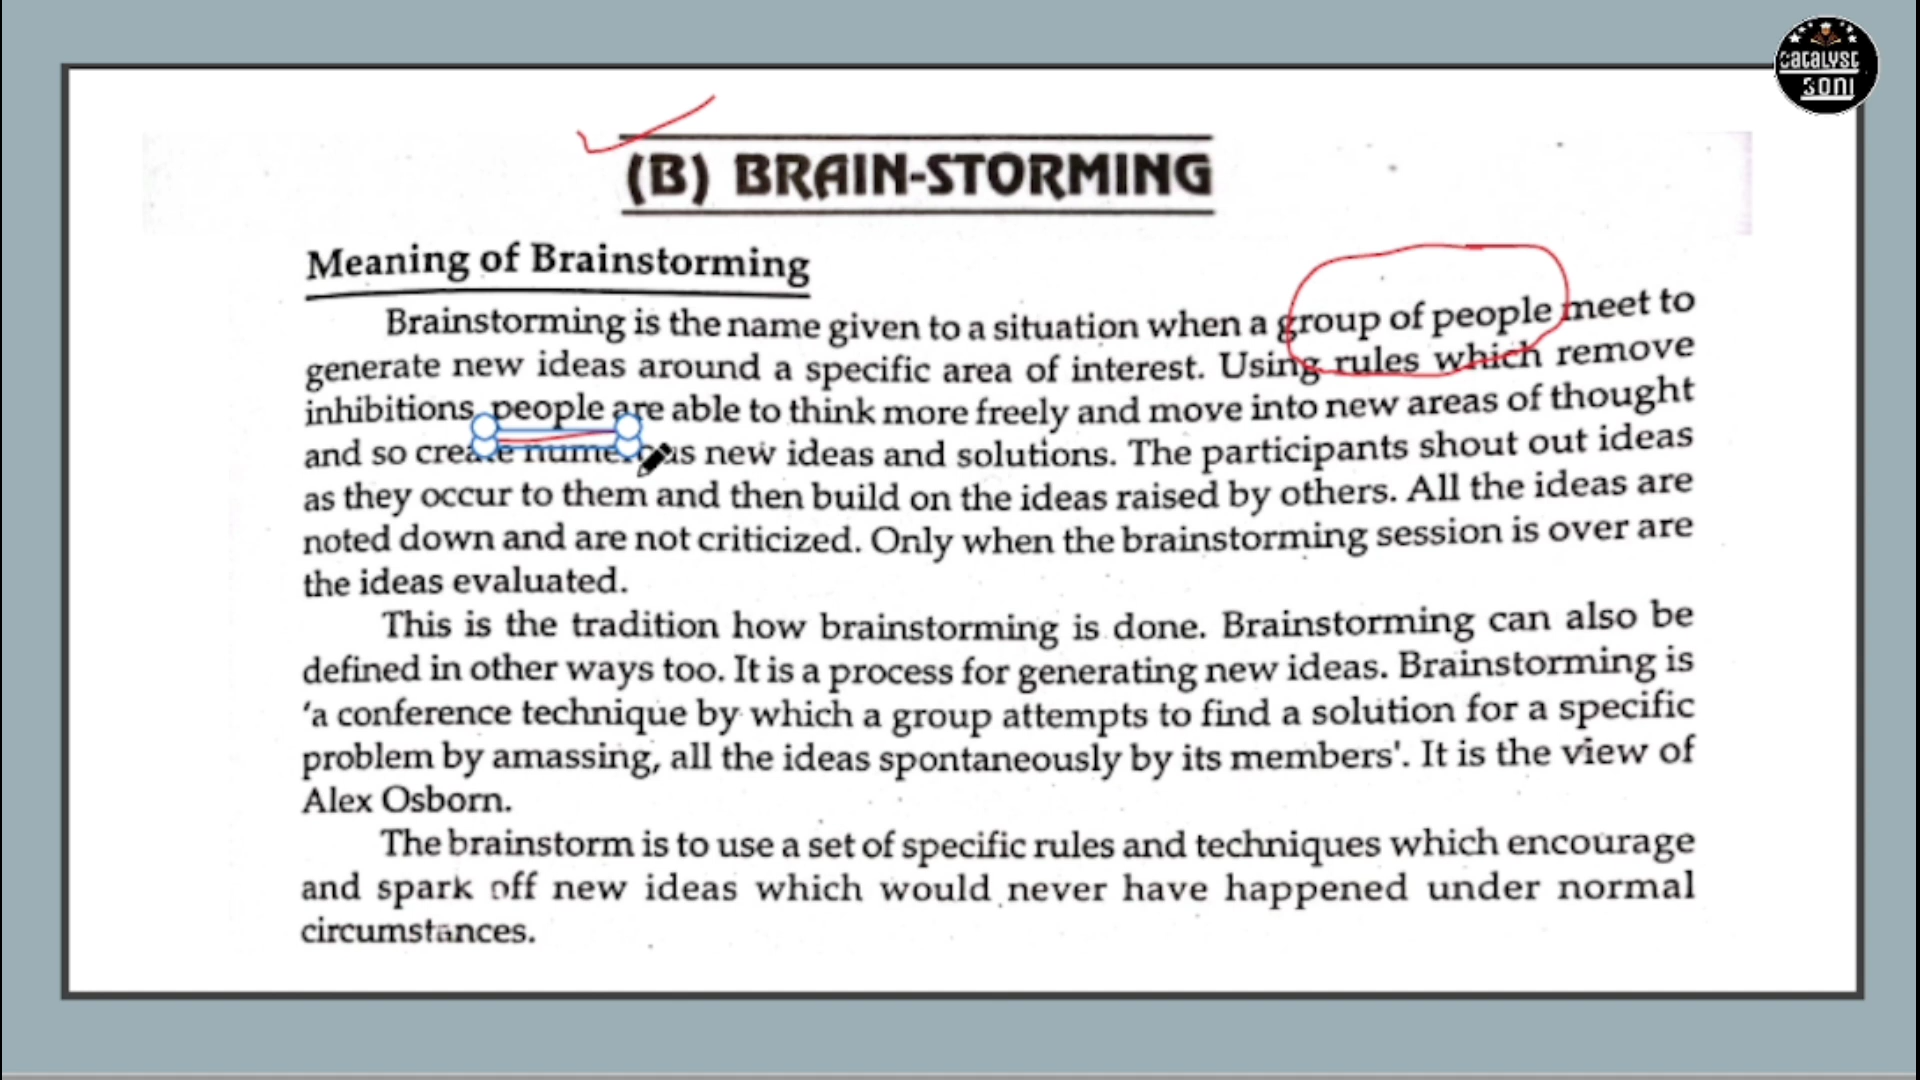 CATALYST
SONI
(B) BRAIN-STORMING
Meaning of Brainstorming
Brainstorming is the name given to a situation when a group of people meet to
generate new ideas around a specific area of interest. Using rules which remove
inhibitions, people are able to think more freely and move into new areas of thought
and so create numerous new ideas and solutions. The participants shout out ideas
as they occur to them and then build on the ideas raised by others. All the ideas are
noted down and are not criticized. Only when the brainstorming session is over are
the ideas evaluated.
This is the tradition how brainstorming is done. Brainstorming can also be
defined in other ways too. It is a process for generating new ideas. Brainstorming is
‘a conference technique by which a group attempts to find a solution for a specific
problem by amassing, all the ideas spontaneously by its members'. It is the view of
Alex Osborn.
The brainstorm is to use a set of specific rules and techniques which encourage
and spark off new ideas which would never have happened under normal
circumstances.